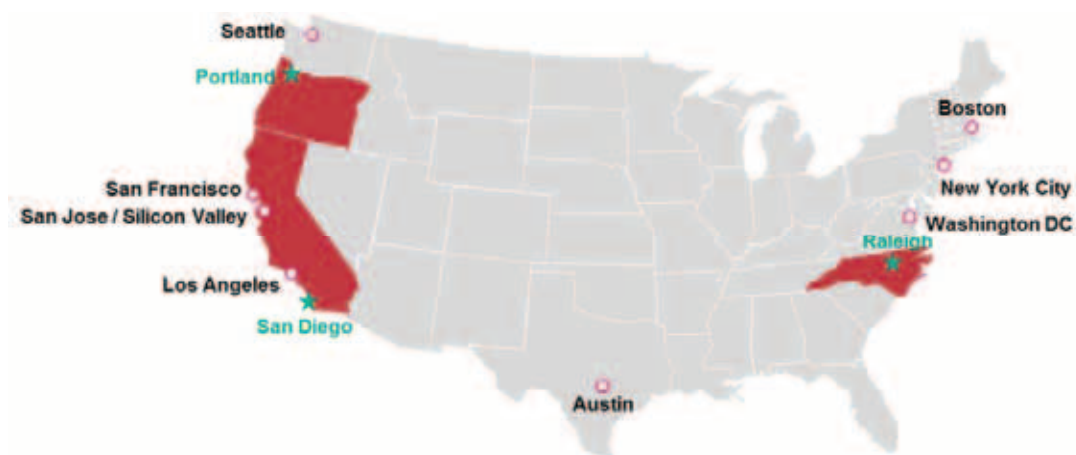 Seattle
Portland
Boston
San Francisco
New York City
San Jose / Silicon Valley
Washington DC
Raleigh
Los Angeles
San Diego
Austin